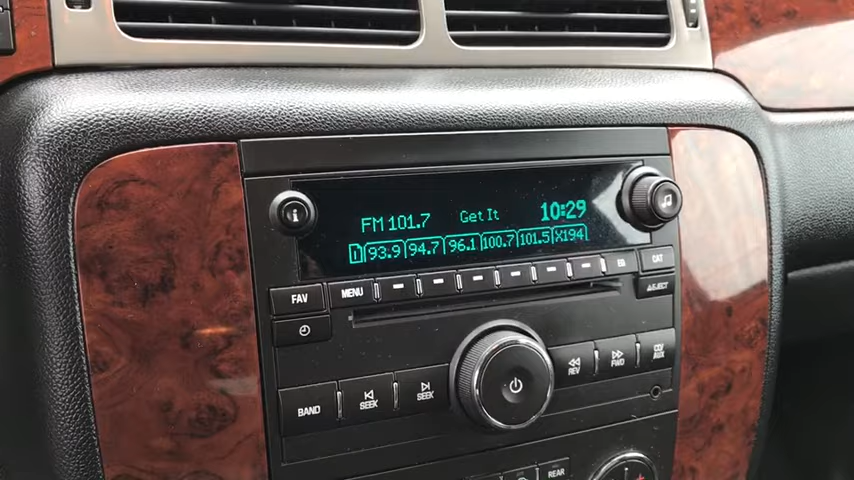 FM 101.7 Get It 10:29
1 93.9 94.7 96.1 100.7 101.5 X194
i
FAV MENU EQ CAT
EJECT
BAND SEEK SEEK REV FWD CD/AUX
REAR